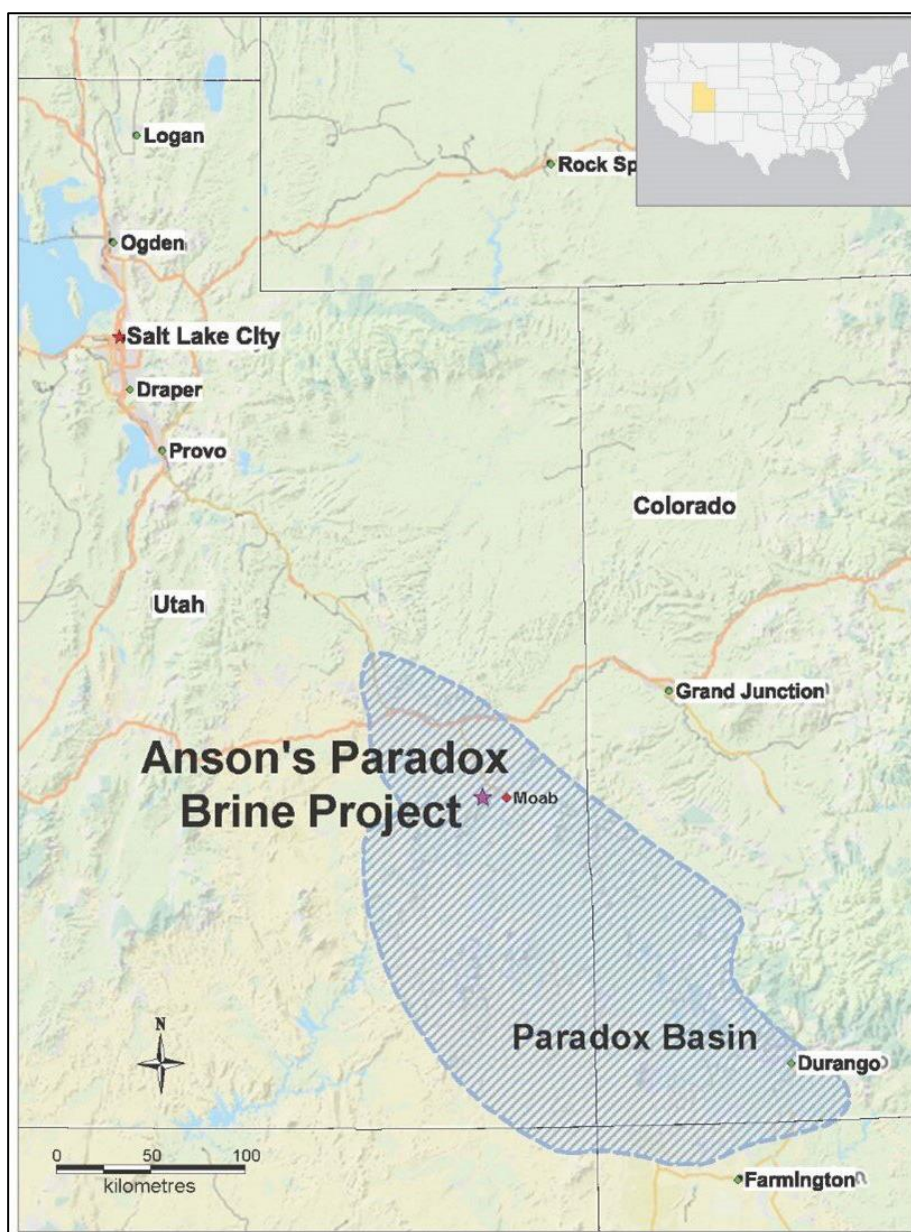 Logan
Rock Sp
Ogden
Salt Lake City
Draper
Provo
Colorado
Utah
Grand Junction
Anson's Paradox
Brine Project
Moab
Paradox Basin
N
Durango
0 50 100
kilometres
Farmington